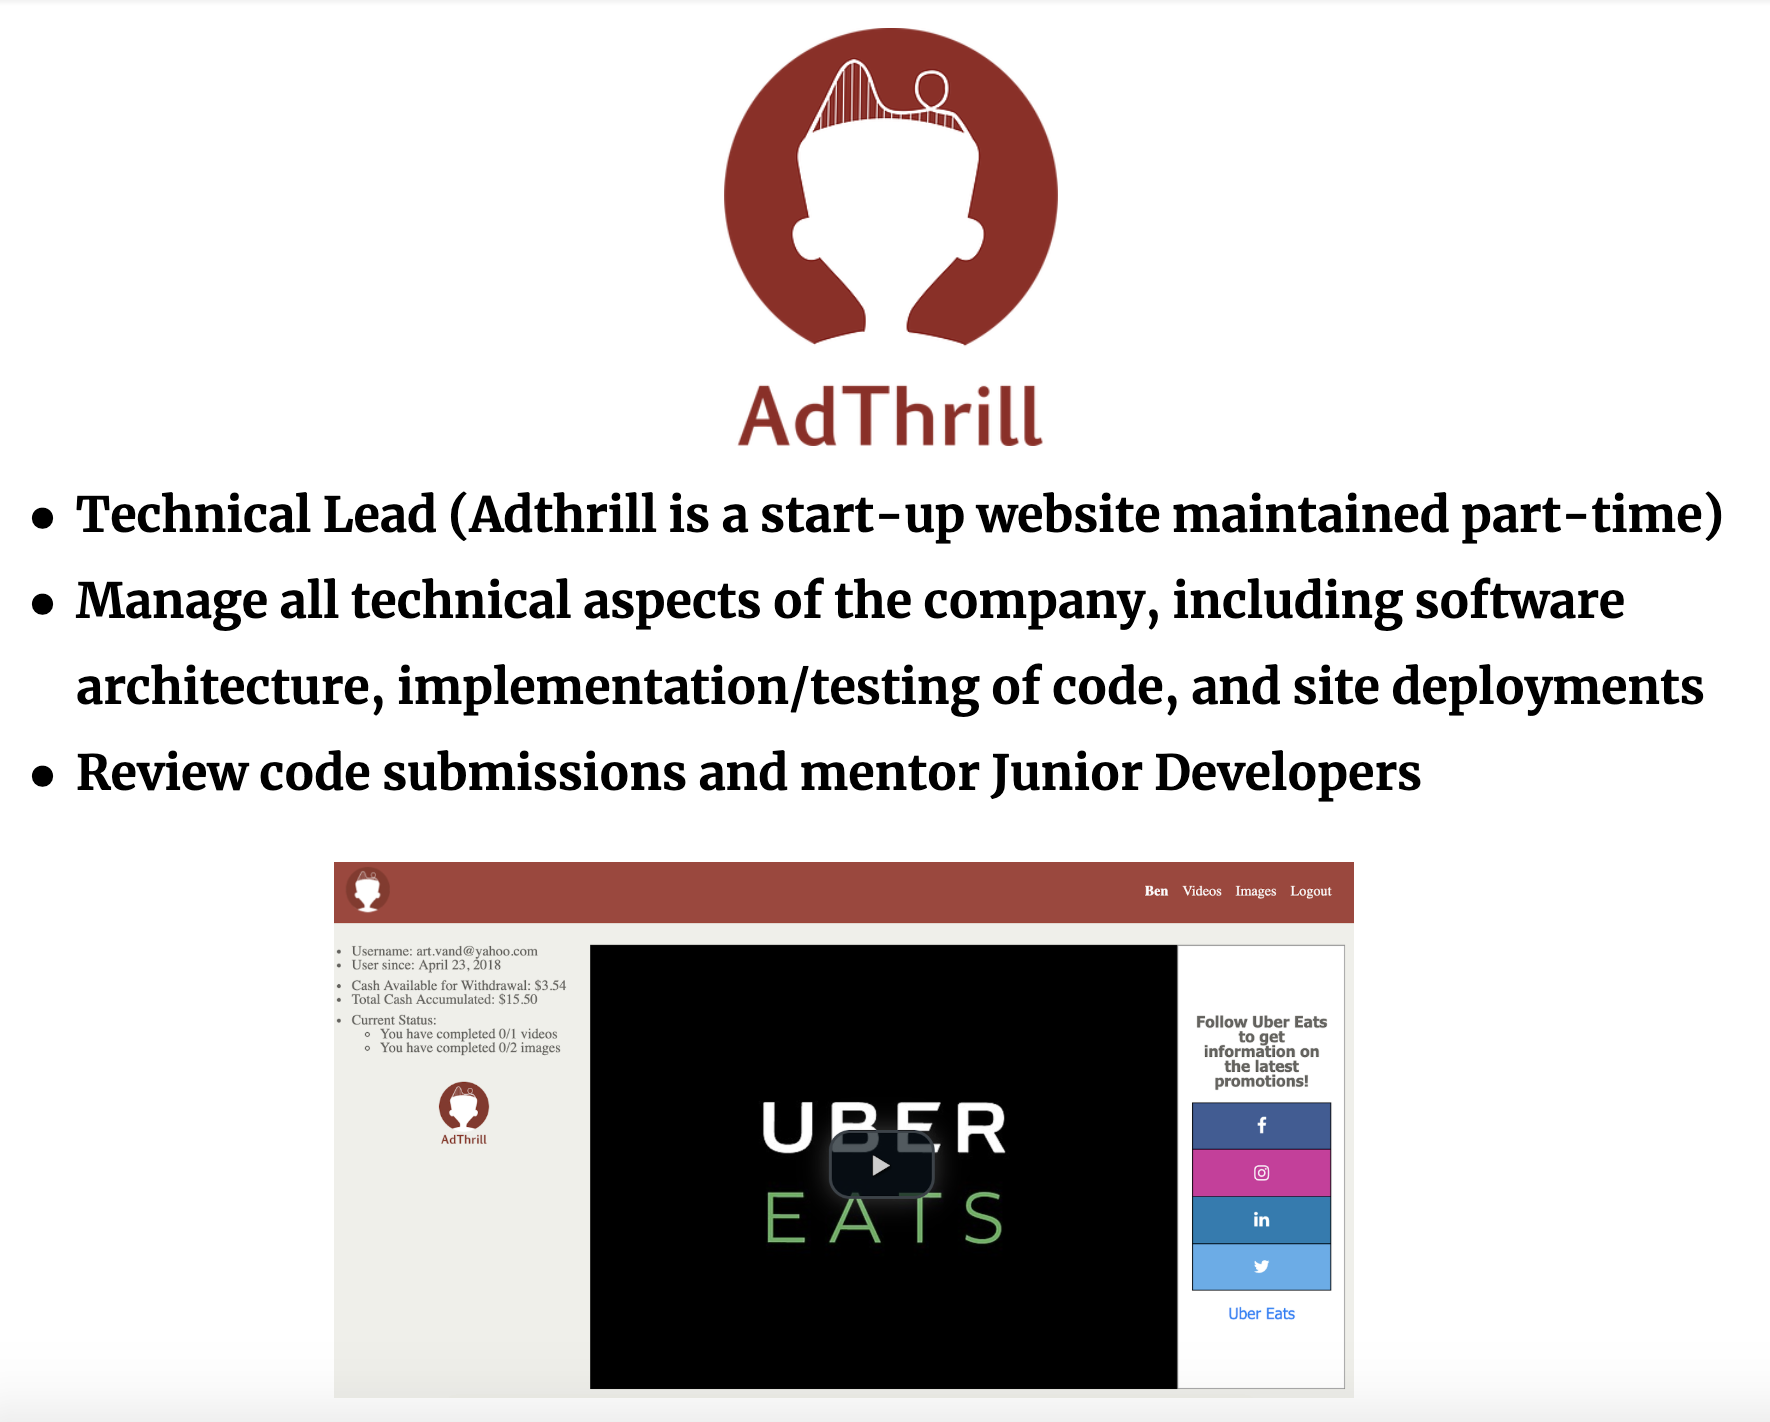 AdThrill
● Technical Lead (Adthrill is a start-up website maintained part-time)
● Manage all technical aspects of the company, including software
architecture, implementation/testing of code, and site deployments
● Review code submissions and mentor Junior Developers
Ben Videos Images Logout
• Username: art.vand@yahoo.com
• User since: April 23, 2018
• Cash Available for Withdrawal: $3.54
• Total Cash Accumulated: $15.50
• Current Status:
◦ You have completed 0/1 videos
◦ You have completed 0/2 images
AdThrill
UBER
EATS
Follow Uber Eats
to get
information on
the latest
promotions!
f
in
Uber Eats